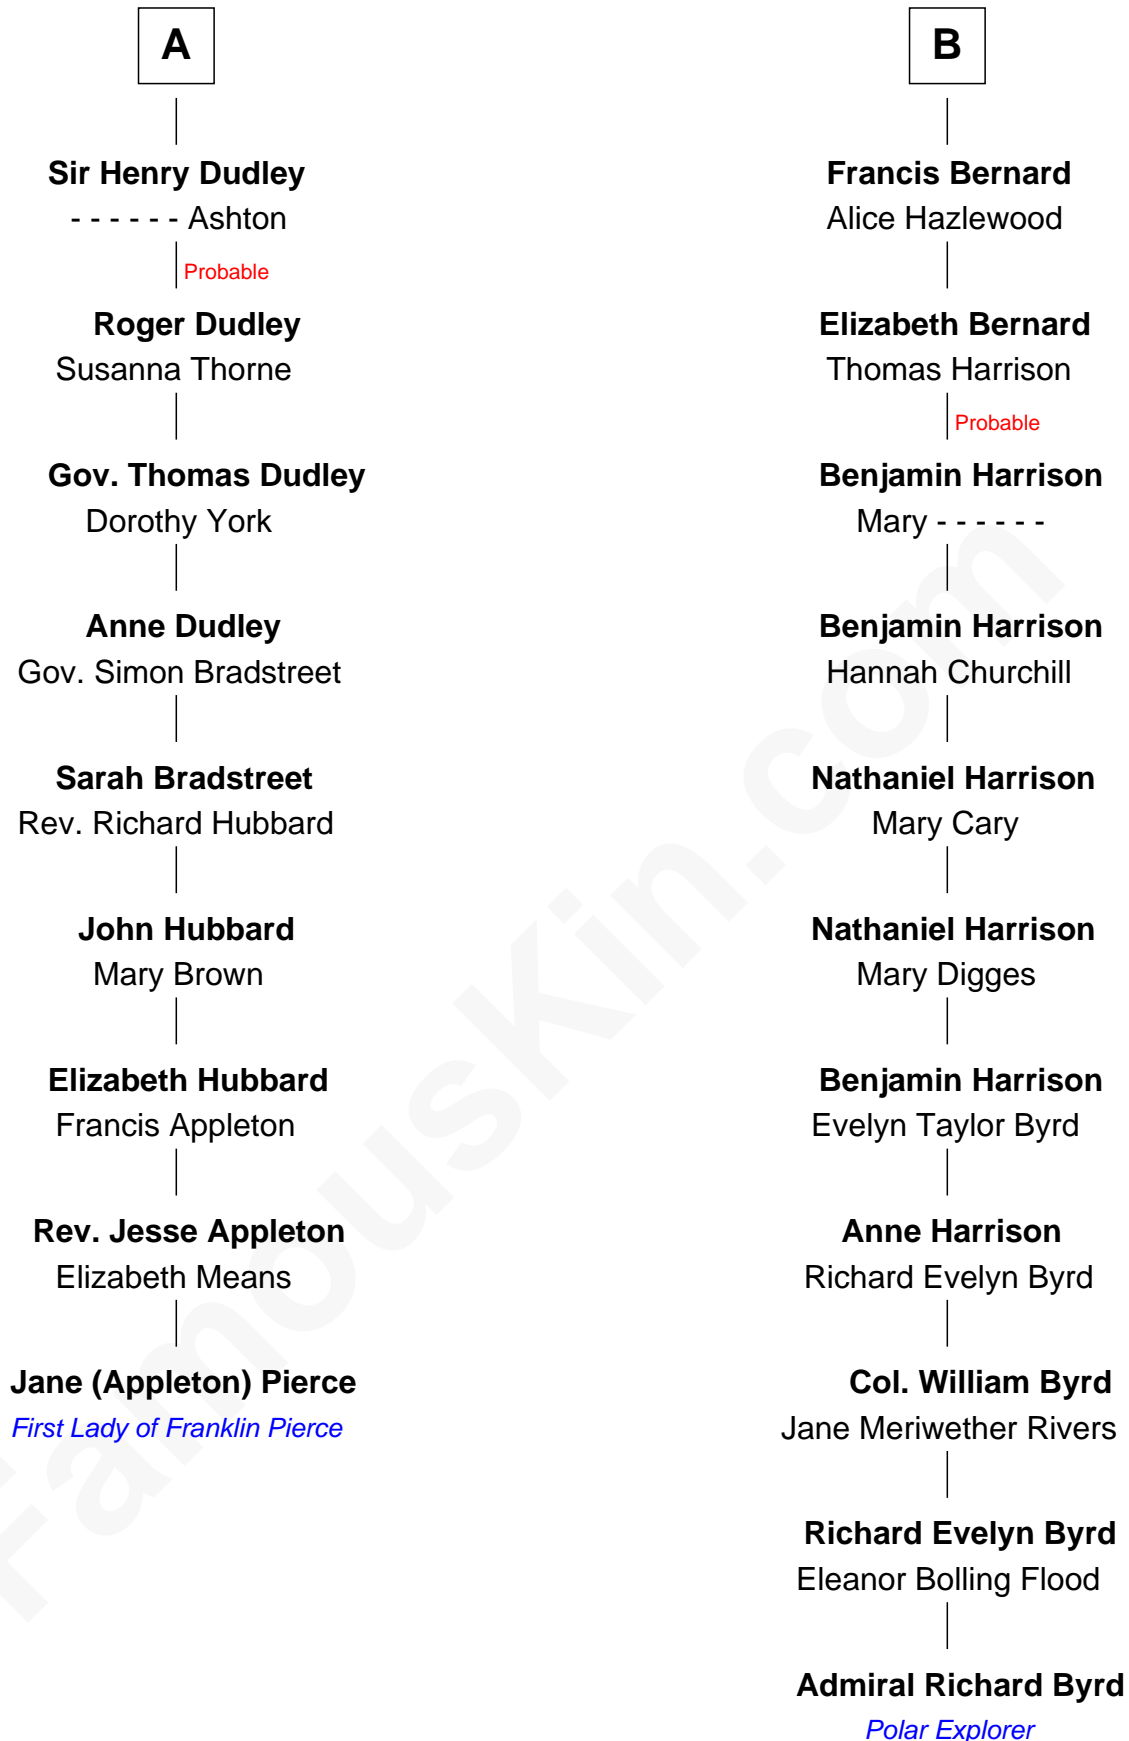 A
Sir Henry Dudley
- - - - - - Ashton
Probable
Roger Dudley
Susanna Thorne
Gov. Thomas Dudley
Dorothy York
Anne Dudley
Gov. Simon Bradstreet
Sarah Bradstreet
Rev. Richard Hubbard
John Hubbard
Mary Brown
Elizabeth Hubbard
Francis Appleton
Rev. Jesse Appleton
Elizabeth Means
Jane (Appleton) Pierce
First Lady of Franklin Pierce
B
Francis Bernard
Alice Hazlewood
Elizabeth Bernard
Thomas Harrison
Probable
Benjamin Harrison
Mary - - - - - -
Benjamin Harrison
Hannah Churchill
Nathaniel Harrison
Mary Cary
Nathaniel Harrison
Mary Digges
Benjamin Harrison
Evelyn Taylor Byrd
Anne Harrison
Richard Evelyn Byrd
Col. William Byrd
Jane Meriwether Rivers
Richard Evelyn Byrd
Eleanor Bolling Flood
Admiral Richard Byrd
Polar Explorer
FamousKin.com